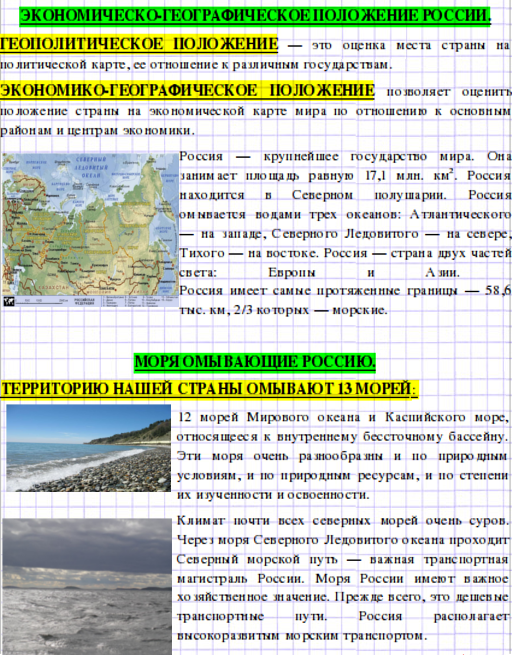 ЭКОНОМИЧЕСКО-ГЕОГРАФИЧЕСКОЕ ПОЛОЖЕНИЕ РОССИИ.
ГЕОПОЛИТИЧЕСКОЕ ПОЛОЖЕНИЕ — это оценка места страны на
политической карте, ее отношение к различным государствам.
ЭКОНОМИКО-ГЕОГРАФИЧЕСКОЕ ПОЛОЖЕНИЕ позволяет оценить
положение страны на экономической карте мира по отношению к основным
районам и центрам экономики.
СЕВЕРНЫЙ
ЛЕДОВИТЫЙ
ОКЕАН
Россия — крупнейшее государство мира. Она
занимает площадь равную 17,1 млн. км². Россия
находится в Северном полушарии. Россия
омывается водами трех океанов: Атлантического
— на западе, Северного Ледовитого — на севере,
Тихого — на востоке. Россия — страна двух частей
света: Европы и Азии.
Россия имеет самые протяженные границы — 58,6
тыс. км, 2/3 которых — морские.
МОРЯ ОМЫВАЮЩИЕ РОССИЮ.
ТЕРРИТОРИЮ НАШЕЙ СТРАНЫ ОМЫВАЮТ 13 МОРЕЙ:
12 морей Мирового океана и Каспийского море,
относящееся к внутреннему бессточному бассейну.
Эти моря очень разнообразны и по природным
условиям, и по природным ресурсам, и по степени
их изученности и освоенности.
Климат почти всех северных морей очень суров.
Через моря Северного Ледовитого океана проходит
Северный морской путь — важная транспортная
магистраль России. Моря России имеют важное
хозяйственное значение. Прежде всего, это дешевые
транспортные пути. Россия располагает
высокоразвитым морским транспортом.